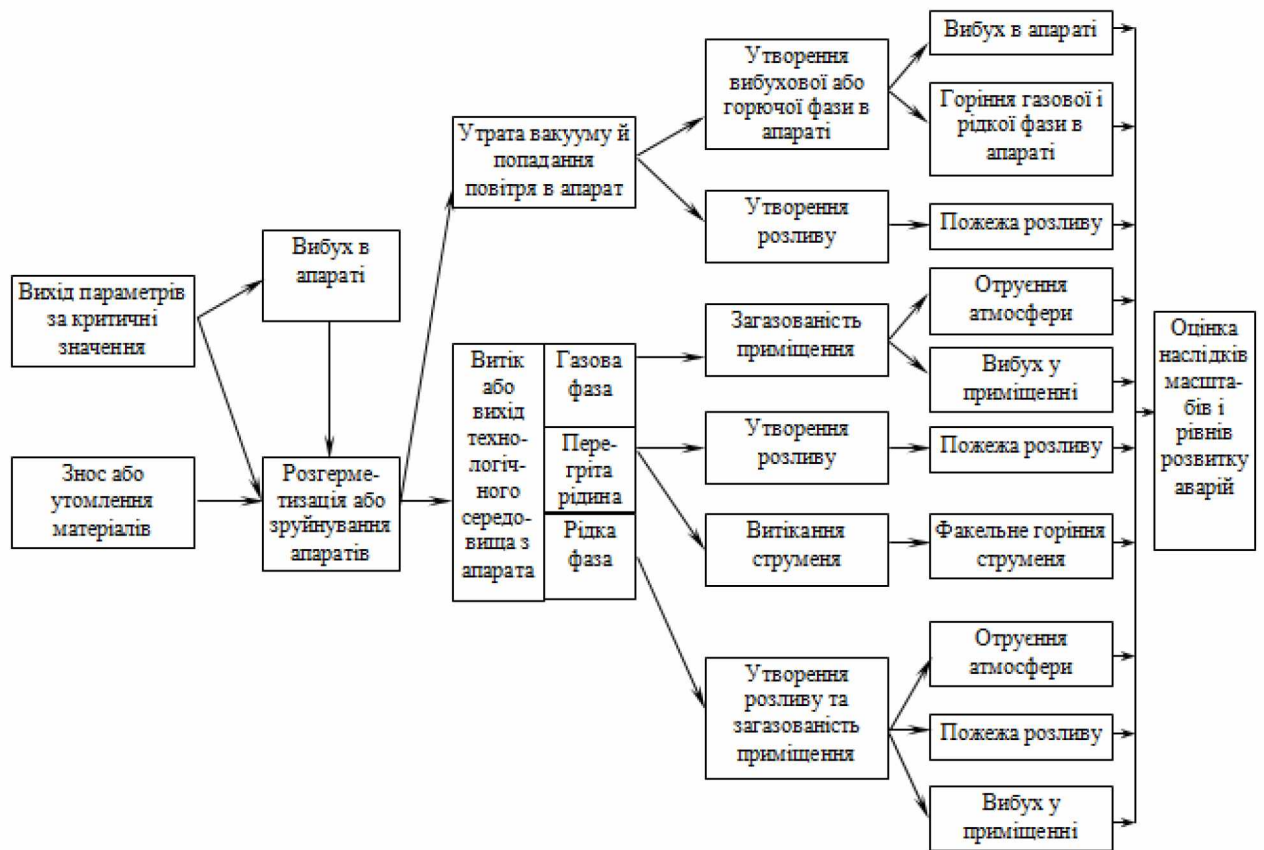 Вихід параметрів
за критичні
значення
Знос або
утомлення
матеріалів
Вибух в
апараті
Розгерме-
тизація або
зруйнування
апаратів
Утрата вакууму й
попадання
повітря в апарат
Витік
або
вихід
техно-
логіч-
ного
середо-
вища з
апарата
Газова
фаза
Пере-
гріта
рідина
Рідка
фаза
Утворення
вибухової або
горючої фази в
апараті
Утворення
розливу
Загазованість
приміщення
Утворення
розливу
Витікання
струменя
Утворення
розливу та
загазованість
приміщення
Вибух в апараті
Горіння газової і
рідкої фази в
апараті
Пожежа розливу
Отруєння
атмосфери
Вибух у
приміщенні
Пожежа розливу
Факельне горіння
струменя
Отруєння
атмосфери
Пожежа розливу
Вибух у
приміщенні
Оцінка
наслідків
масшта-
бів і
рівнів
розвитку
аварій